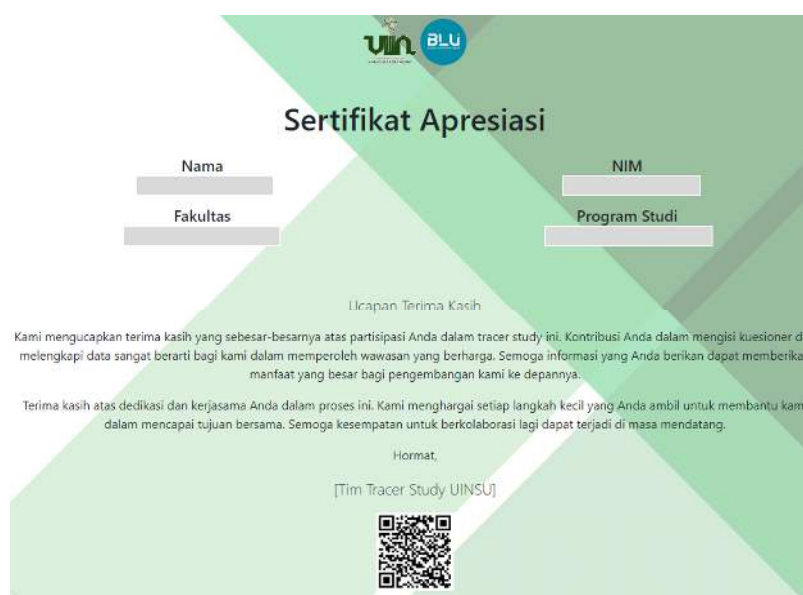 UIN
BLU
Sertifikat Apresiasi
Nama
NIM
Fakultas
Program Studi
Ucapan Terima Kasih
Kami mengucapkan terima kasih yang sebesar-besarnya atas partisipasi Anda dalam tracer study ini. Kontribusi Anda dalam mengisi kuesioner d
melengkapi data sangat berarti bagi kami dalam memperoleh wawasan yang berharga. Semoga informasi yang Anda berikan dapat memberika
manfaat yang besar bagi pengembangan kami ke depannya.
Terima kasih atas dedikasi dan kerjasama Anda dalam proses ini. Kami menghargai setiap langkah kecil yang Anda ambil untuk membantu kam
dalam mencapai tujuan bersama. Semoga kesempatan untuk berkolaborasi lagi dapat terjadi di masa mendatang.
Hormat,
[Tim Tracer Study UINSU]